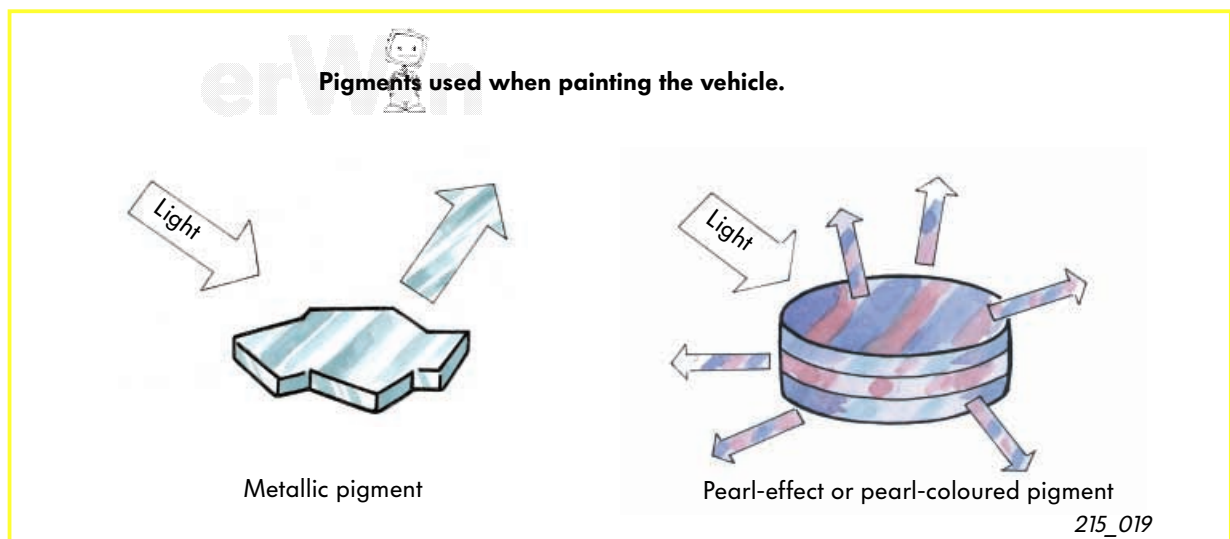 erWin
Pigments used when painting the vehicle.
Light
Light
Metallic pigment
Pearl-effect or pearl-coloured pigment
215_019